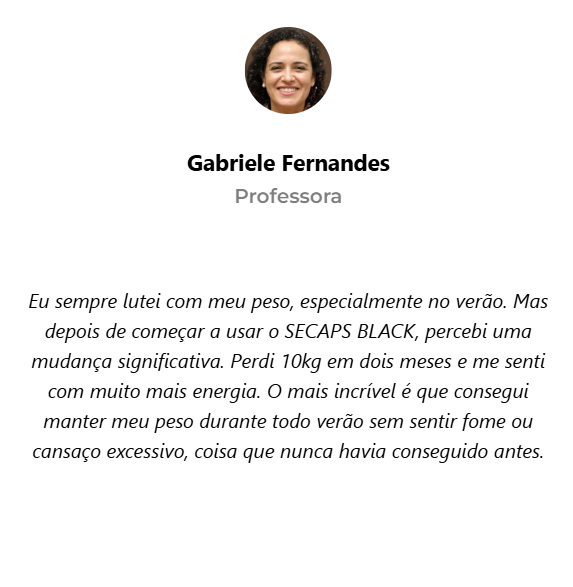 Gabriele Fernandes
Professora
Eu sempre lutei com meu peso, especialmente no verão. Mas
depois de começar a usar o SECAPS BLACK, percebi uma
mudança significativa. Perdi 10kg em dois meses e me senti
com muito mais energia. O mais incrível é que consegui
manter meu peso durante todo verão sem sentir fome ou
cansaço excessivo, coisa que nunca havia conseguido antes.